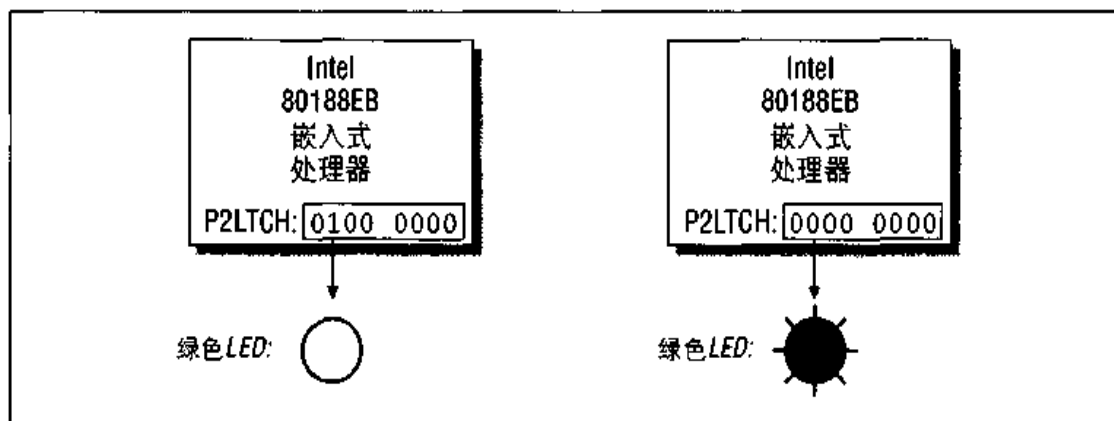 Intel
80188EB
嵌入式
处理器
P2LTCH: 0100 0000
绿色LED:
Intel
80188EB
嵌入式
处理器
P2LTCH: 0000 0000
绿色LED: